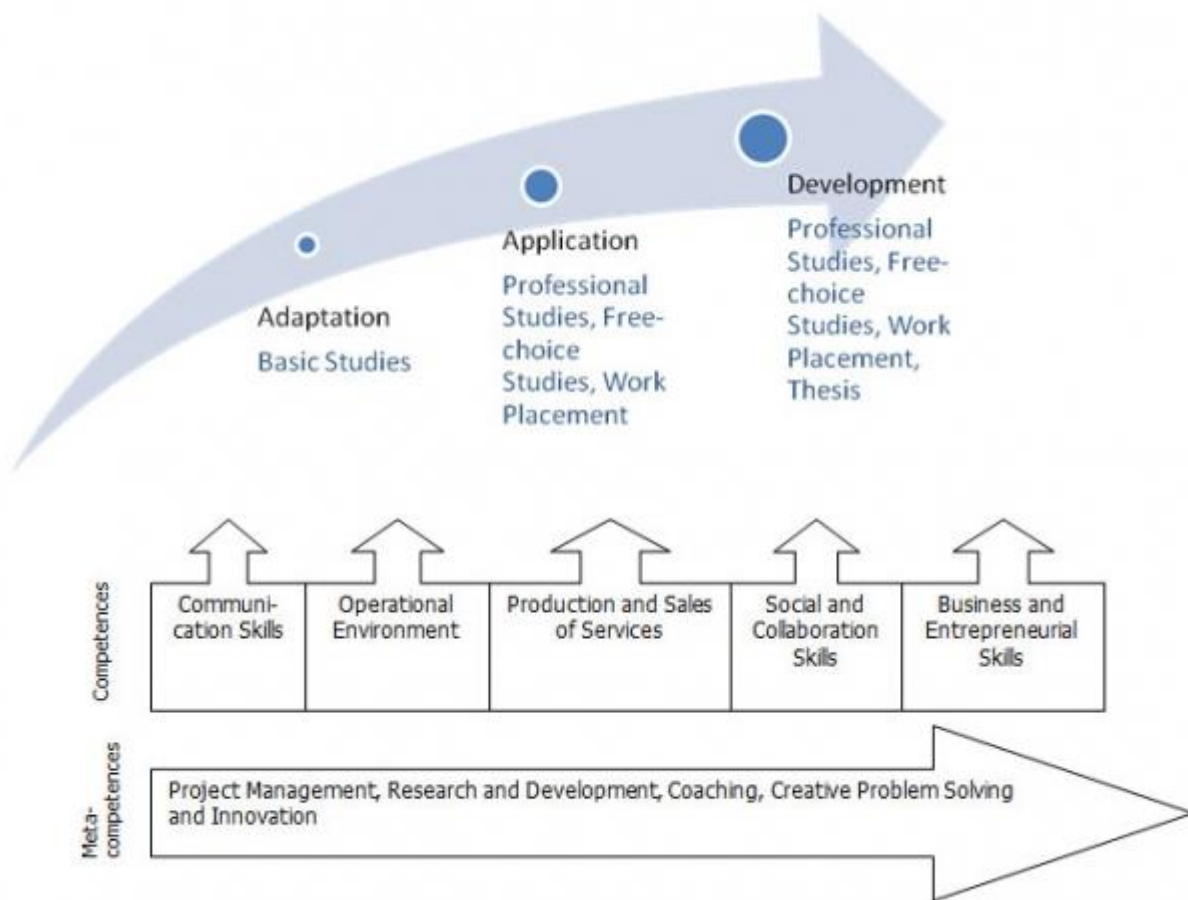 Adaptation
Basic Studies
Application
Professional
Studies, Free-
choice
Studies, Work
Placement
Development
Professional
Studies, Free-
choice
Studies, Work
Placement,
Thesis
Competences
Communi-
cation Skills
Operational
Environment
Production and Sales
of Services
Social and
Collaboration
Skills
Business and
Entrepreneurial
Skills
Meta-
competences
Project Management, Research and Development, Coaching, Creative Problem Solving
and Innovation